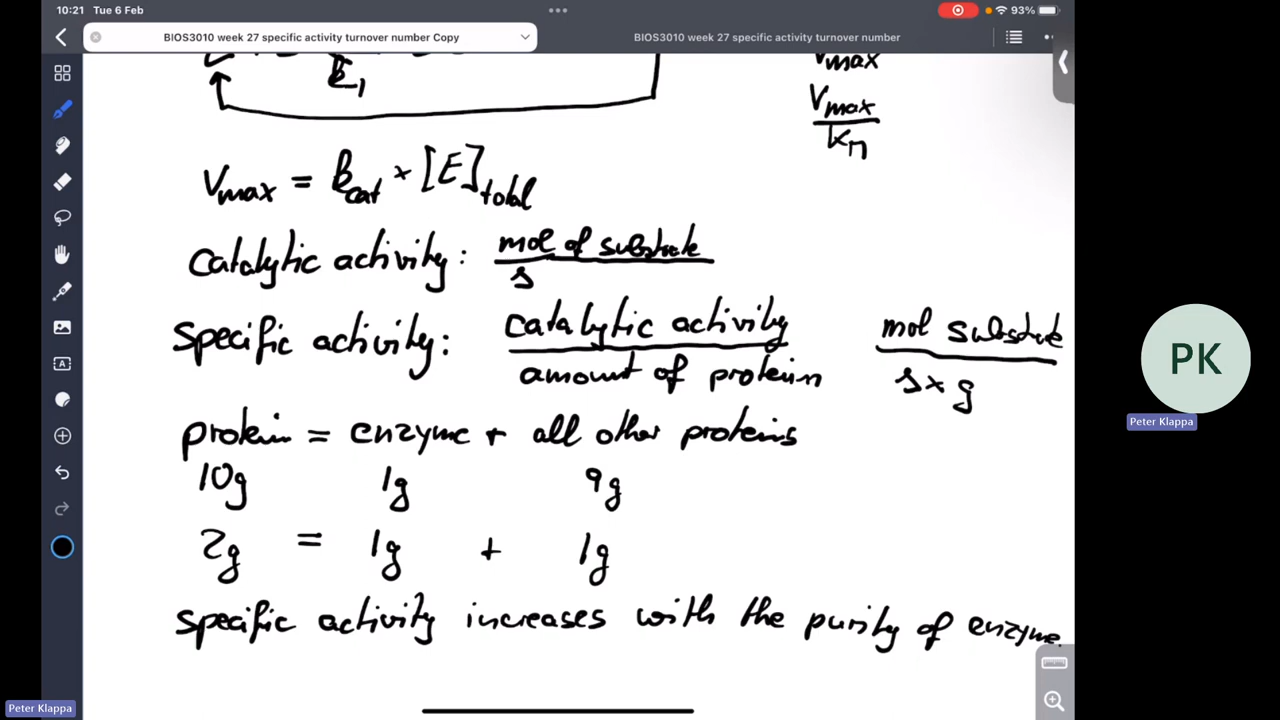 10:21 Tue 6 Feb
93%
BIOS3010 week 27 specific activity turnover number Copy
BIOS3010 week 27 specific activity turnover number
k1
Vmax
Vmax
Km
Vmax = kcat × [E]total
Catalytic activity: mol of substrate
s
Specific activity: catalytic activity
amount of protein
mol substrate
s × g
protein = enzyme + all other proteins
10g 1g 9g
2g = 1g + 1g
specific activity increases with the purity of enzyme.
PK
Peter Klappa
Peter Klappa